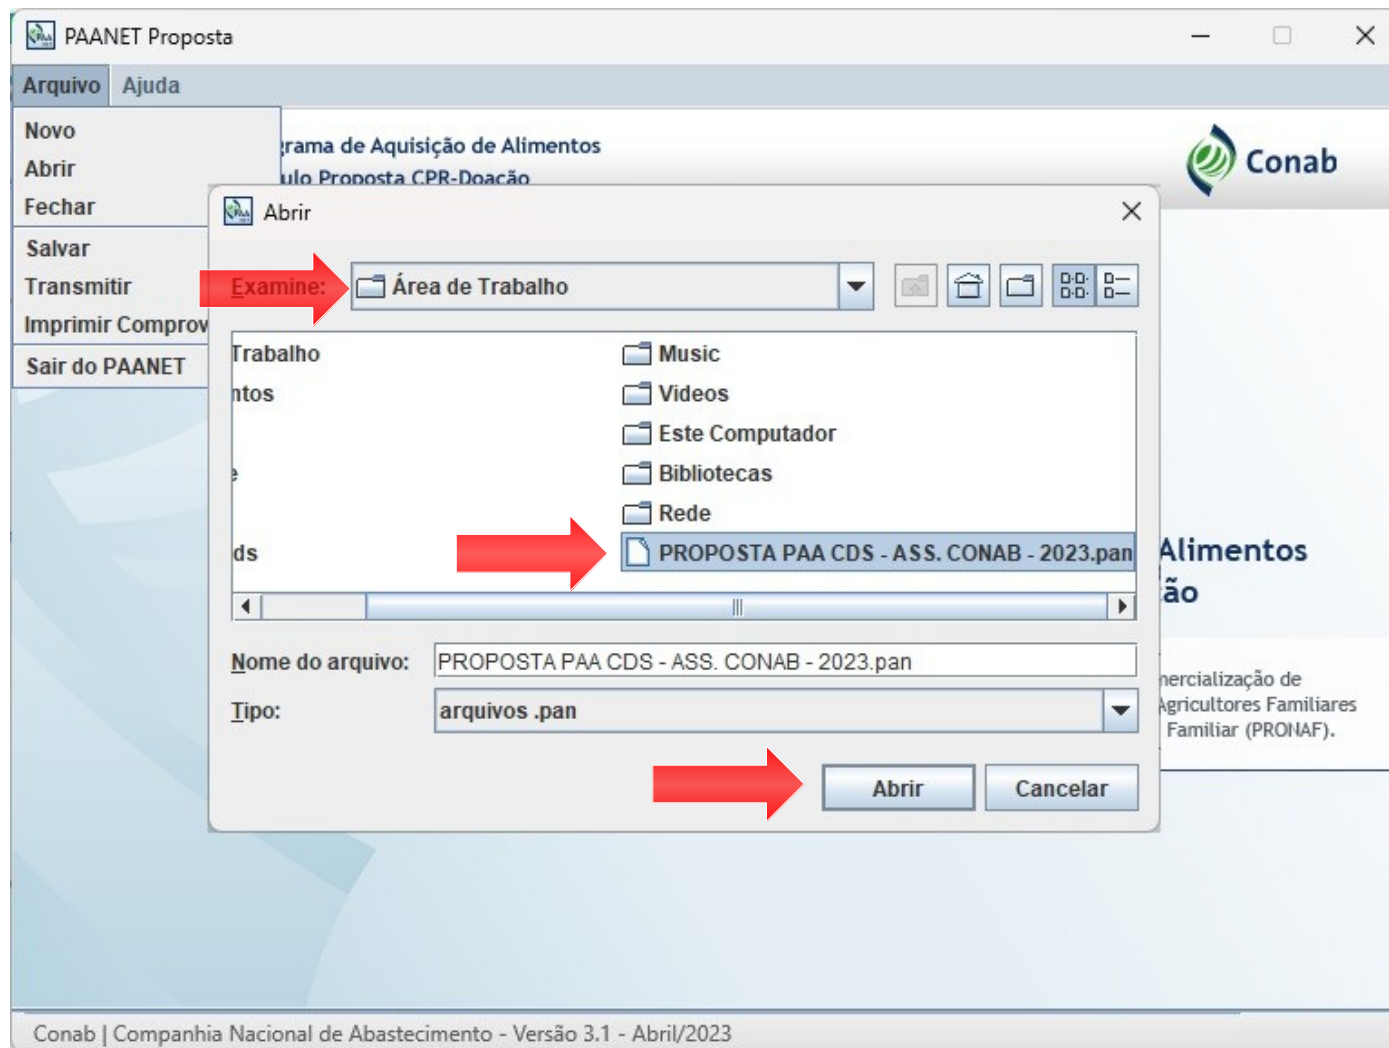 PAANET Proposta
Arquivo Ajuda
Novo
Abrir
Fechar
Salvar
Transmitir
Imprimir Comprov
Sair do PAANET
grama de Aquisição de Alimentos
ulo Proposta CPR-Doação
Conab
Abrir
Examine: Área de Trabalho
Trabalho
ntos
ds
Music
Videos
Este Computador
Bibliotecas
Rede
PROPOSTA PAA CDS - ASS. CONAB - 2023.pan
Nome do arquivo: PROPOSTA PAA CDS - ASS. CONAB - 2023.pan
Tipo: arquivos .pan
Abrir Cancelar
Alimentos
ão
nercialização de
Agricultores Familiares
Familiar (PRONAF).
Conab | Companhia Nacional de Abastecimento - Versão 3.1 - Abril/2023